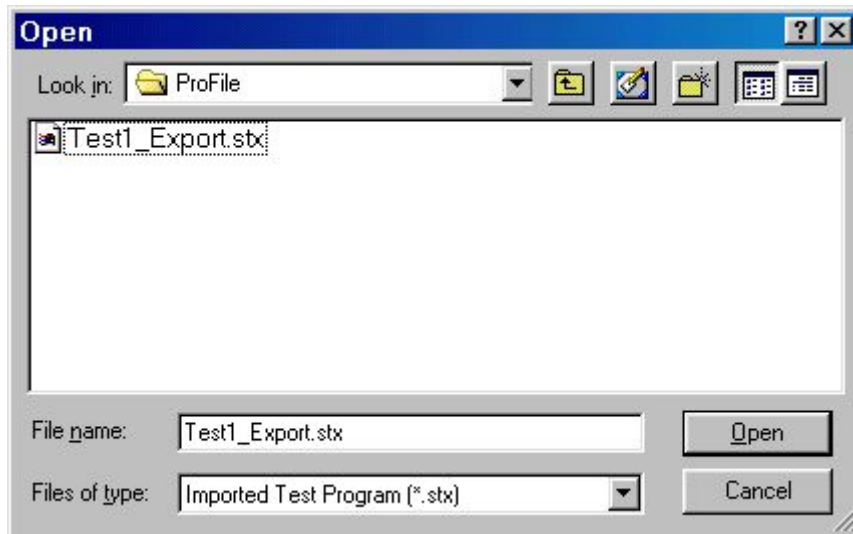 Open
Look in: ProFile
Test1_Export.stx
File name: Test1_Export.stx Open
Files of type: Imported Test Program (*.stx) Cancel